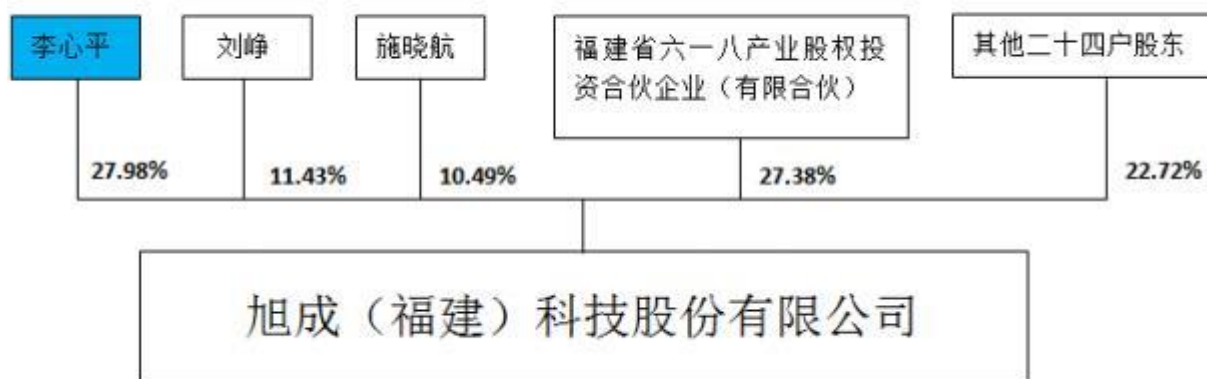 李心平
刘峥
施晓航
福建省六一八产业股权投
资合伙企业（有限合伙）
其他二十四户股东
27.98%
11.43%
10.49%
27.38%
22.72%
旭成（福建）科技股份有限公司